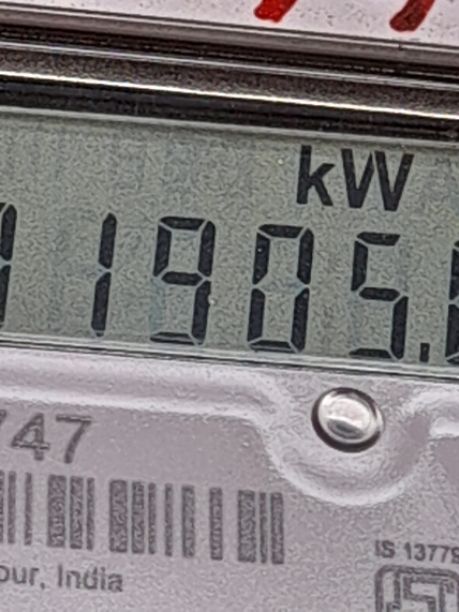 kW
1905.
747
our, India
IS 13779